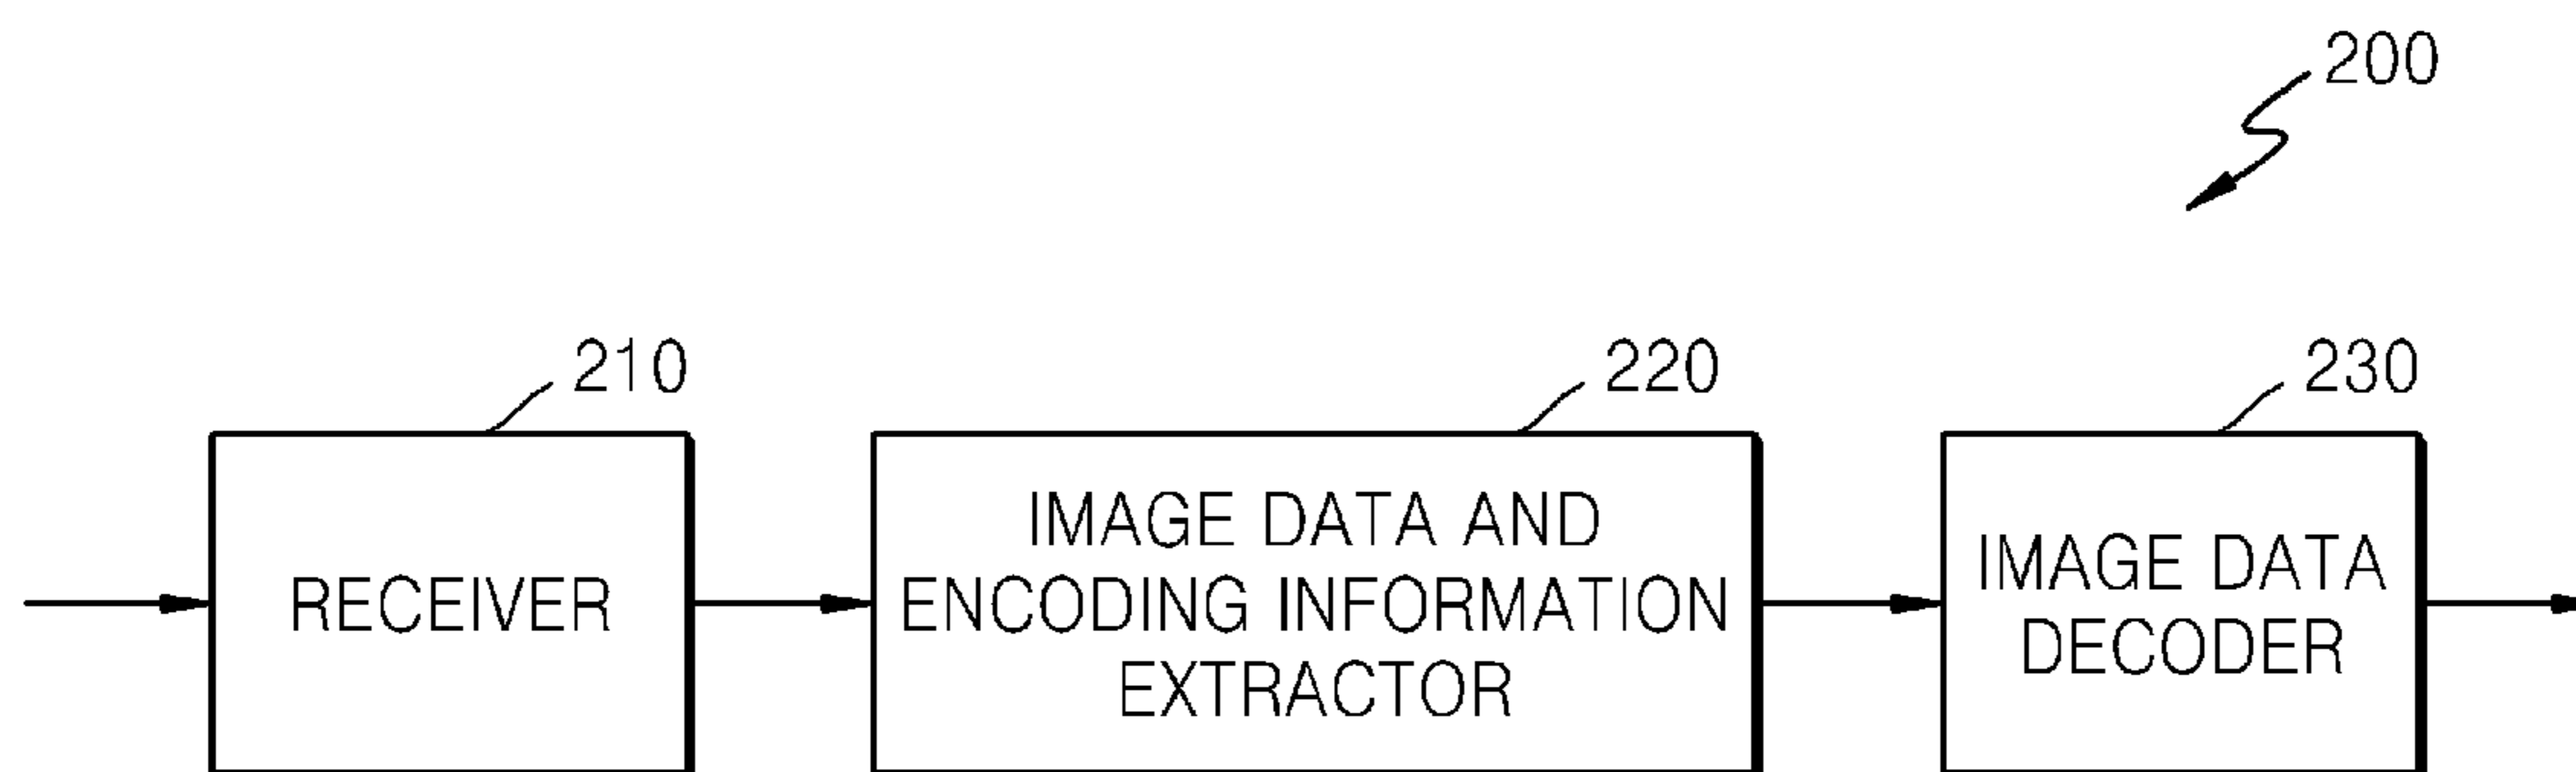 200
210
220
230
RECEIVER
IMAGE DATA AND
ENCODING INFORMATION
EXTRACTOR
IMAGE DATA
DECODER